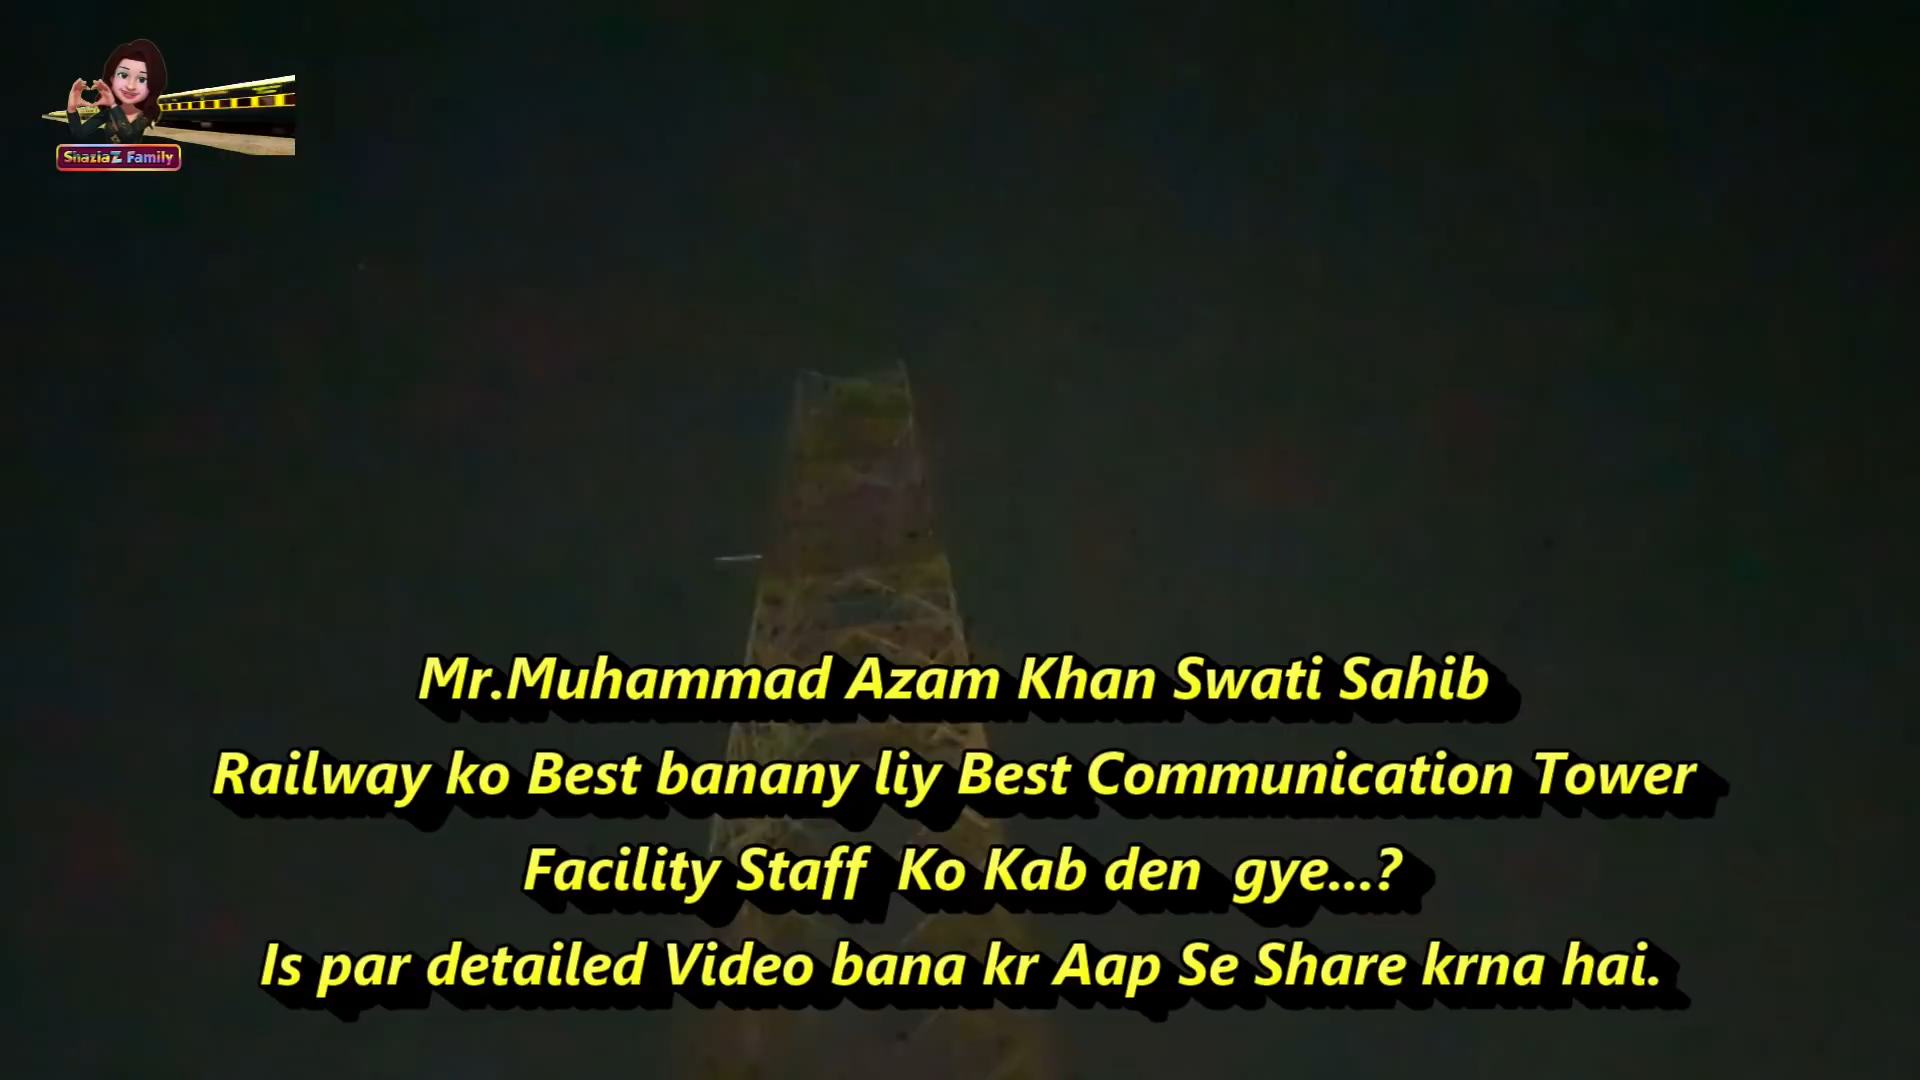 ShaziaZ Family
Mr.Muhammad Azam Khan Swati Sahib
Railway ko Best banany liy Best Communication Tower
Facility Staff Ko Kab den gye...?
Is par detailed Video bana kr Aap Se Share krna hai.